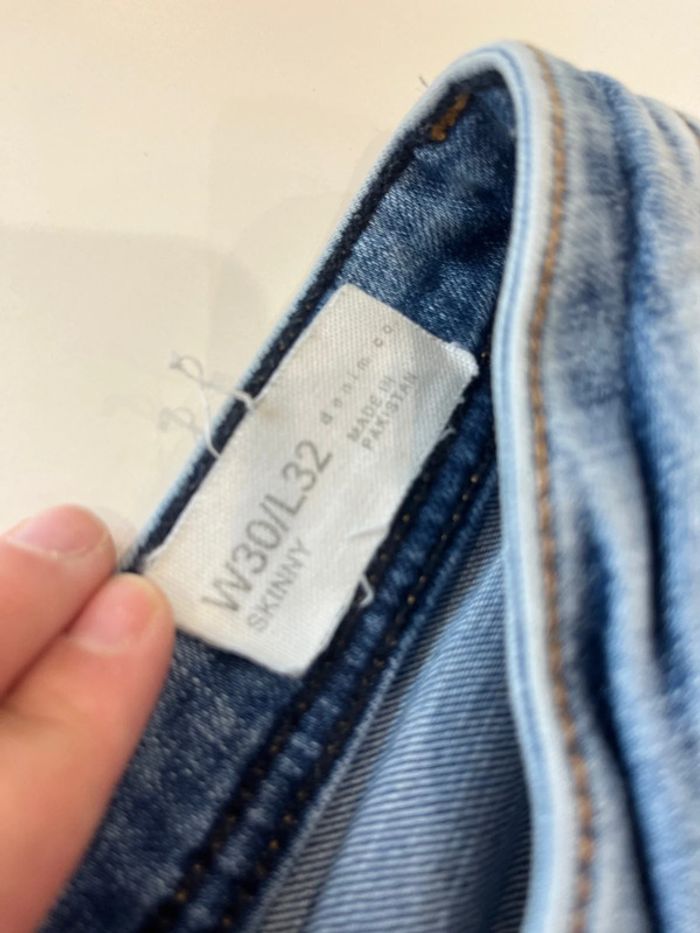 W30/L32
SKINNY
denim co.
MADE IN
PAKISTAN